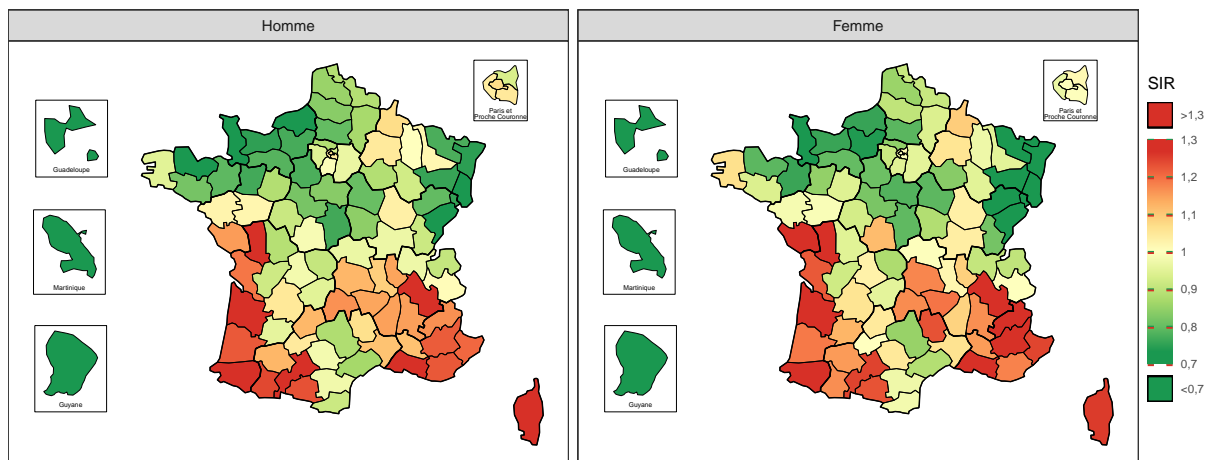 Homme
Paris et
Proche Couronne
Guadeloupe
Martinique
Guyane
Femme
Paris et
Proche Couronne
Guadeloupe
Martinique
Guyane
SIR
>1,3
1,3
1,2
1,1
1
0,9
0,8
0,7
<0,7